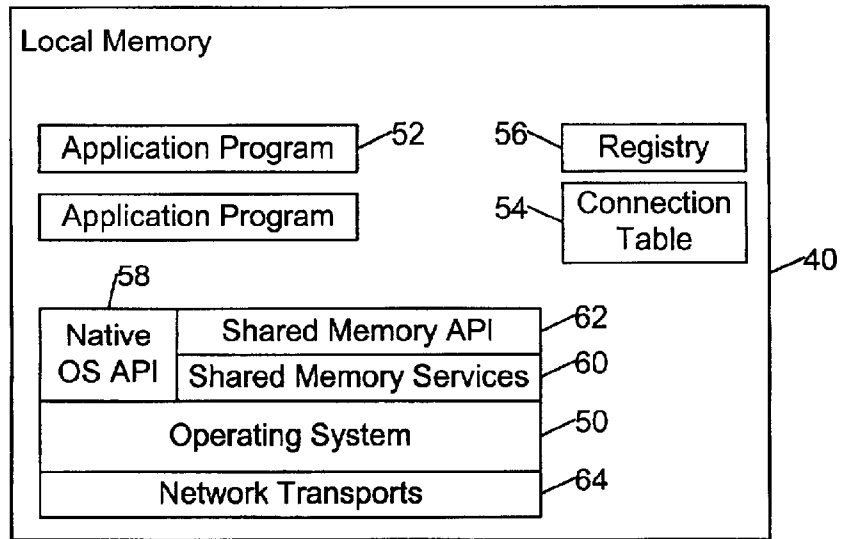 Local Memory
Application Program
52
56
Registry
Application Program
54
Connection
Table
40
58
Native
OS API
Shared Memory API
62
Shared Memory Services
60
Operating System
50
Network Transports
64